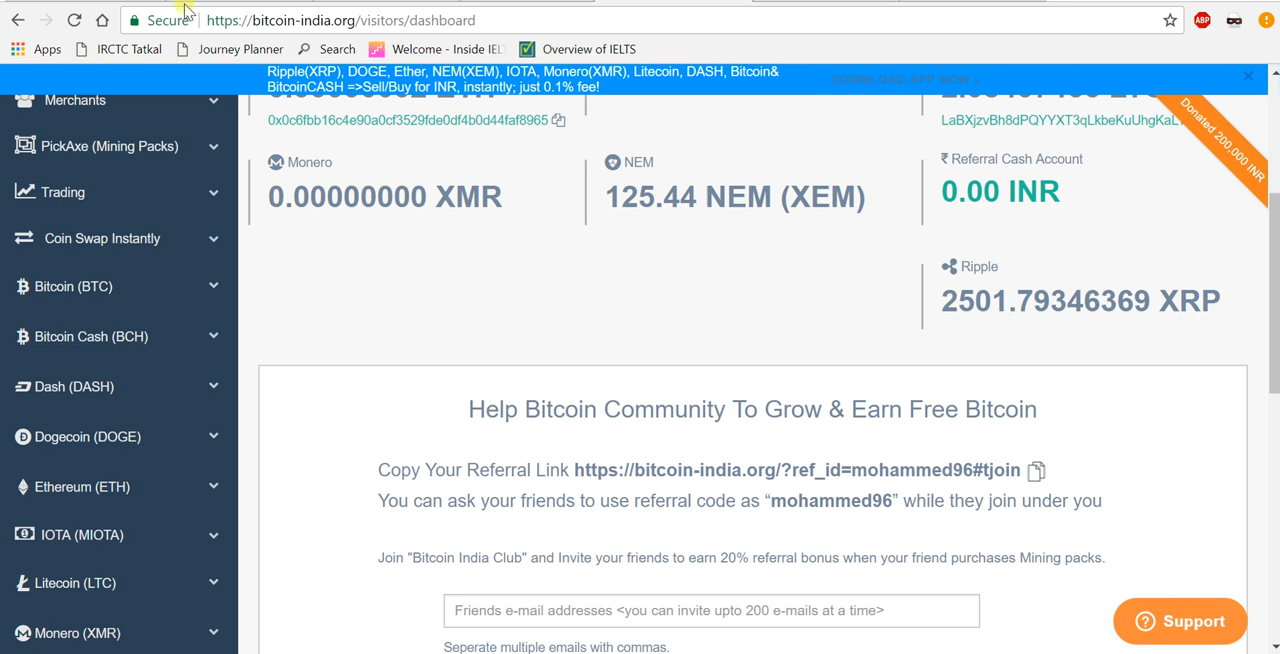 Secure
https://bitcoin-india.org/visitors/dashboard
ABP
Apps
IRCTC Tatkal
Journey Planner
Search
Welcome - Inside IEL
Overview of IELTS
Ripple(XRP), DOGE, Ether, NEM(XEM), IOTA, Monero(XMR), Litecoin, DASH, Bitcoin&
BitcoinCASH =>Sell/Buy for INR, instantly; just 0.1% fee!
DOWNLOAD APP NOW
Merchants
0x0c6fbb16c4e90a0cf3529fde0df4b0d44faf8965
Donated 200,000 INR
PickAxe (Mining Packs)
Monero
NEM
₹ Referral Cash Account
Trading
0.00000000 XMR
125.44 NEM (XEM)
0.00 INR
Coin Swap Instantly
Ripple
Bitcoin (BTC)
2501.79346369 XRP
Bitcoin Cash (BCH)
Dash (DASH)
Help Bitcoin Community To Grow & Earn Free Bitcoin
Dogecoin (DOGE)
Copy Your Referral Link https://bitcoin-india.org/?ref_id=mohammed96#tjoin
Ethereum (ETH)
You can ask your friends to use referral code as “mohammed96” while they join under you
IOTA (MIOTA)
Join "Bitcoin India Club" and Invite your friends to earn 20% referral bonus when your friend purchases Mining packs.
Litecoin (LTC)
Friends e-mail addresses <you can invite upto 200 e-mails at a time>
Support
Monero (XMR)
Seperate multiple emails with commas.